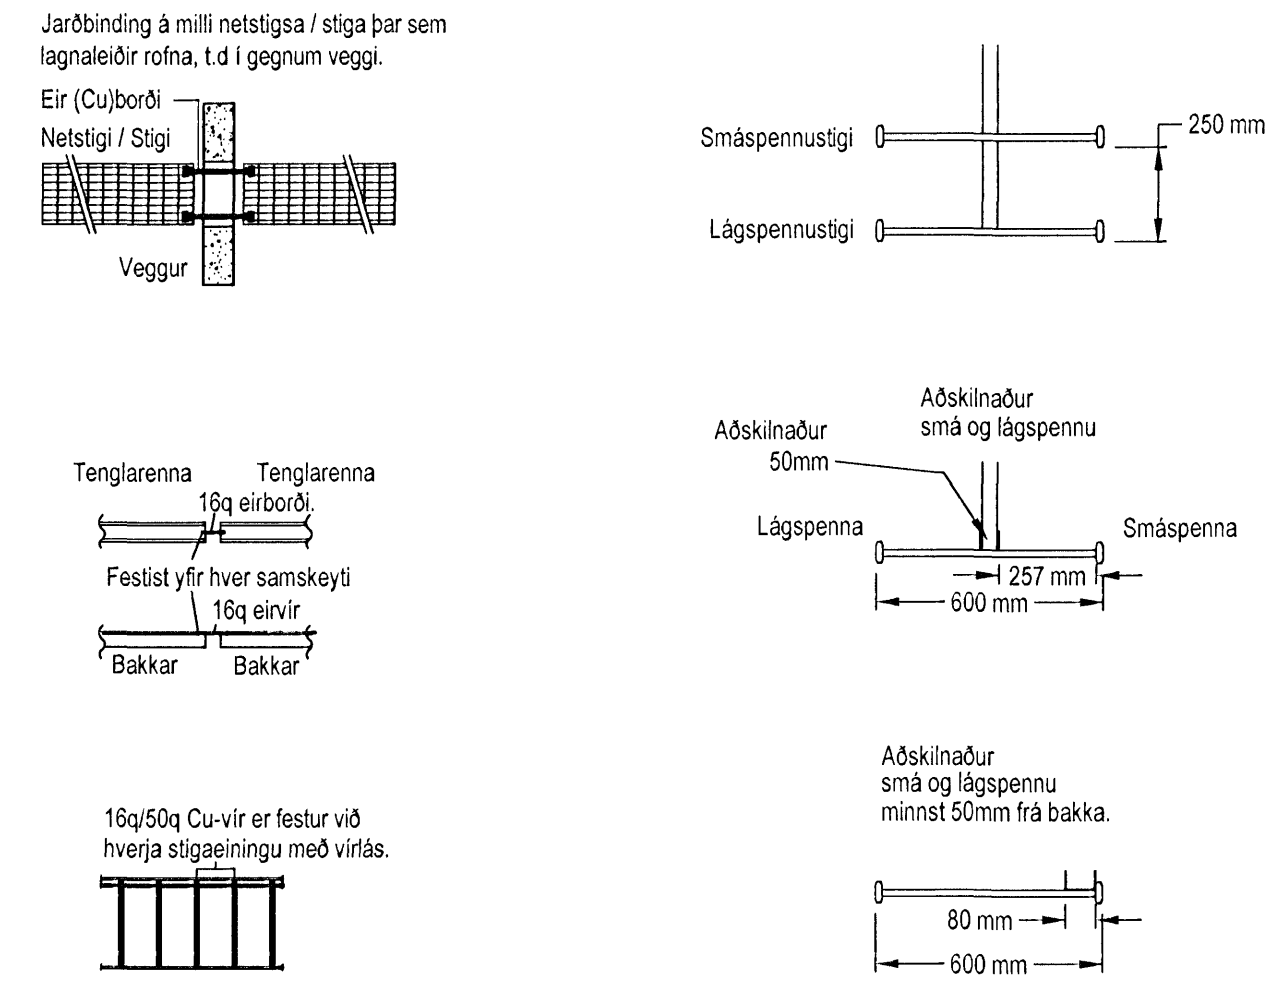 Jarðbinding á milli netstigsa / stiga þar sem
lagnaleiðir rofna, t.d í gegnum veggi.
Eir (Cu)borði
Netstigi / Stigi
Veggur
Smáspennustigi
250 mm
Lágspennustigi
Tenglarenna
Tenglarenna
16q eirborði.
Festist yfir hver samskeyti
16q eirvír
Bakkar
Bakkar
Aðskilnaður
smá og lágspennu
Aðskilnaður
50mm
Lágspenna
Smáspenna
257 mm
600 mm
16q/50q Cu-vír er festur við
hverja stigaeiningu með vírlás.
Aðskilnaður
smá og lágspennu
minnst 50mm frá bakka.
80 mm
600 mm